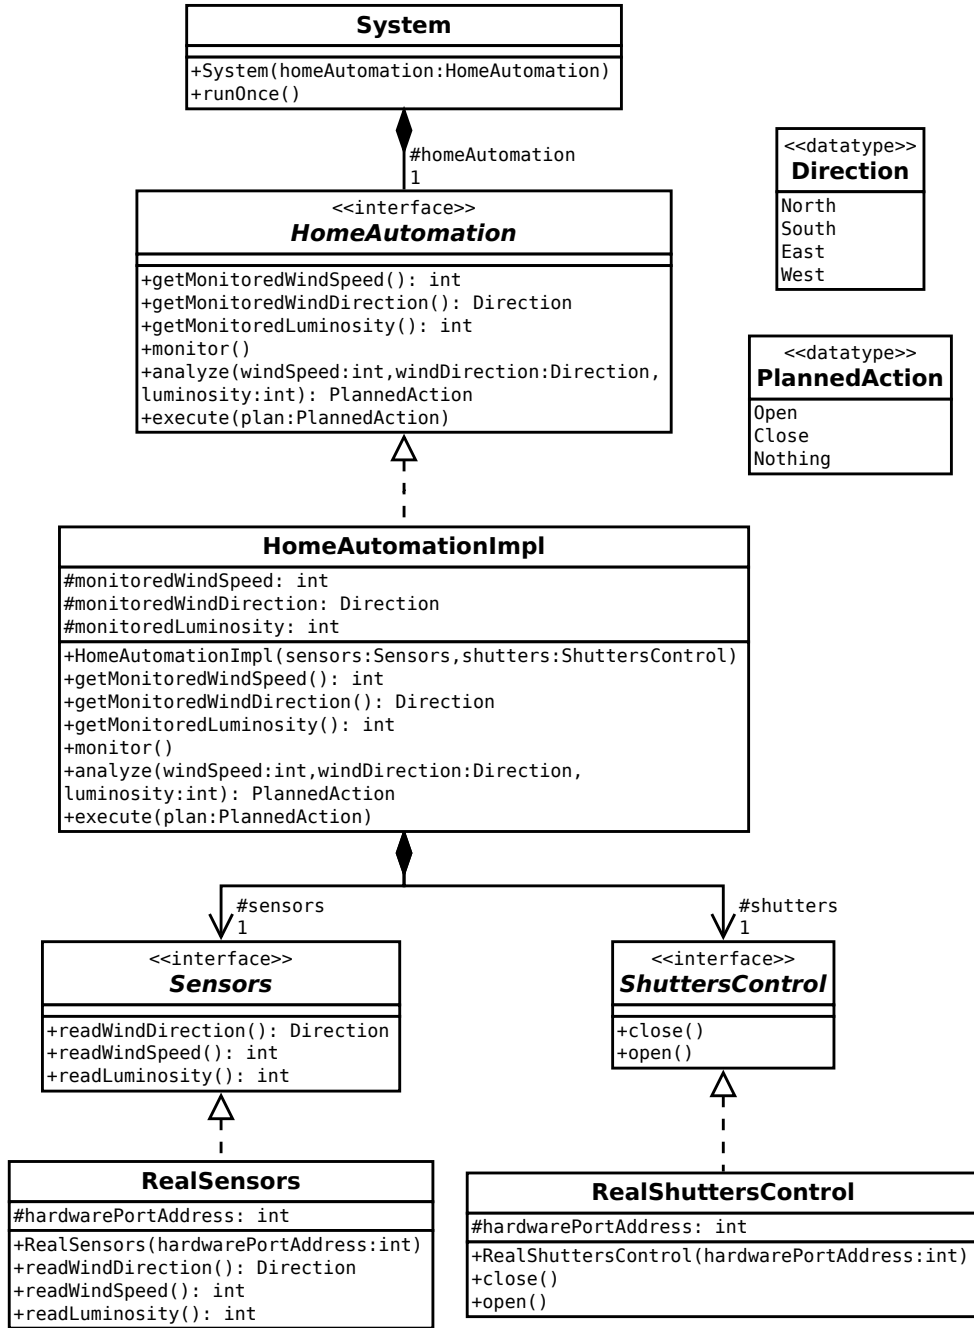 System
+System(homeAutomation:HomeAutomation)
+runOnce()
#homeAutomation
1
<<interface>>
HomeAutomation
+getMonitoredWindSpeed(): int
+getMonitoredWindDirection(): Direction
+getMonitoredLuminosity(): int
+monitor()
+analyze(windSpeed:int,windDirection:Direction,
luminosity:int): PlannedAction
+execute(plan:PlannedAction)
<<datatype>>
Direction
North
South
East
West
<<datatype>>
PlannedAction
Open
Close
Nothing
HomeAutomationImpl
#monitoredWindSpeed: int
#monitoredWindDirection: Direction
#monitoredLuminosity: int
+HomeAutomationImpl(sensors:Sensors,shutters:ShuttersControl)
+getMonitoredWindSpeed(): int
+getMonitoredWindDirection(): Direction
+getMonitoredLuminosity(): int
+monitor()
+analyze(windSpeed:int,windDirection:Direction,
luminosity:int): PlannedAction
+execute(plan:PlannedAction)
#sensors
1
<<interface>>
Sensors
+readWindDirection(): Direction
+readWindSpeed(): int
+readLuminosity(): int
#shutters
1
<<interface>>
ShuttersControl
+close()
+open()
RealSensors
#hardwarePortAddress: int
+RealSensors(hardwarePortAddress:int)
+readWindDirection(): Direction
+readWindSpeed(): int
+readLuminosity(): int
RealShuttersControl
#hardwarePortAddress: int
+RealShuttersControl(hardwarePortAddress:int)
+close()
+open()